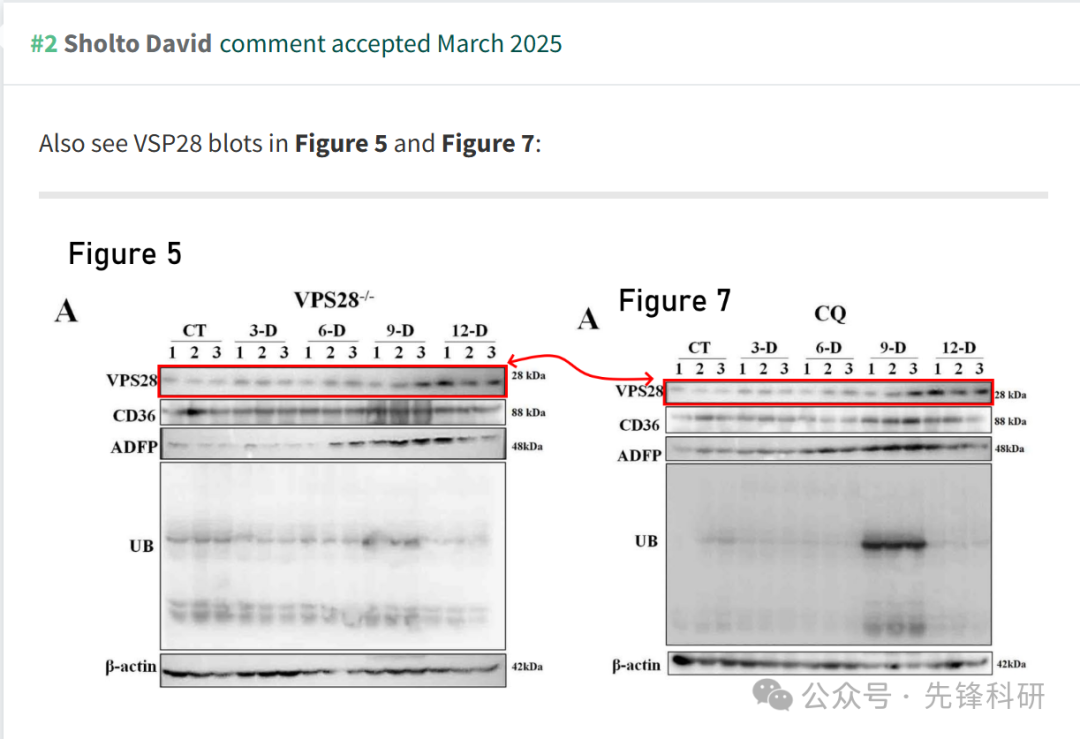 #2 Sholto David comment accepted March 2025
Also see VSP28 blots in Figure 5 and Figure 7:
Figure 5
A
VPS28-/-
CT 3-D 6-D 9-D 12-D
1 2 3 1 2 3 1 2 3 1 2 3 1 2 3
VPS28 28 kDa
CD36 88 kDa
ADFP 48kDa
UB
β-actin 42kDa
Figure 7
A
CQ
CT 3-D 6-D 9-D 12-D
1 2 3 1 2 3 1 2 3 1 2 3 1 2 3
VPS28 28 kDa
CD36 88 kDa
ADFP 48kDa
UB
β-actin 42kDa
公众号 · 先锋科研